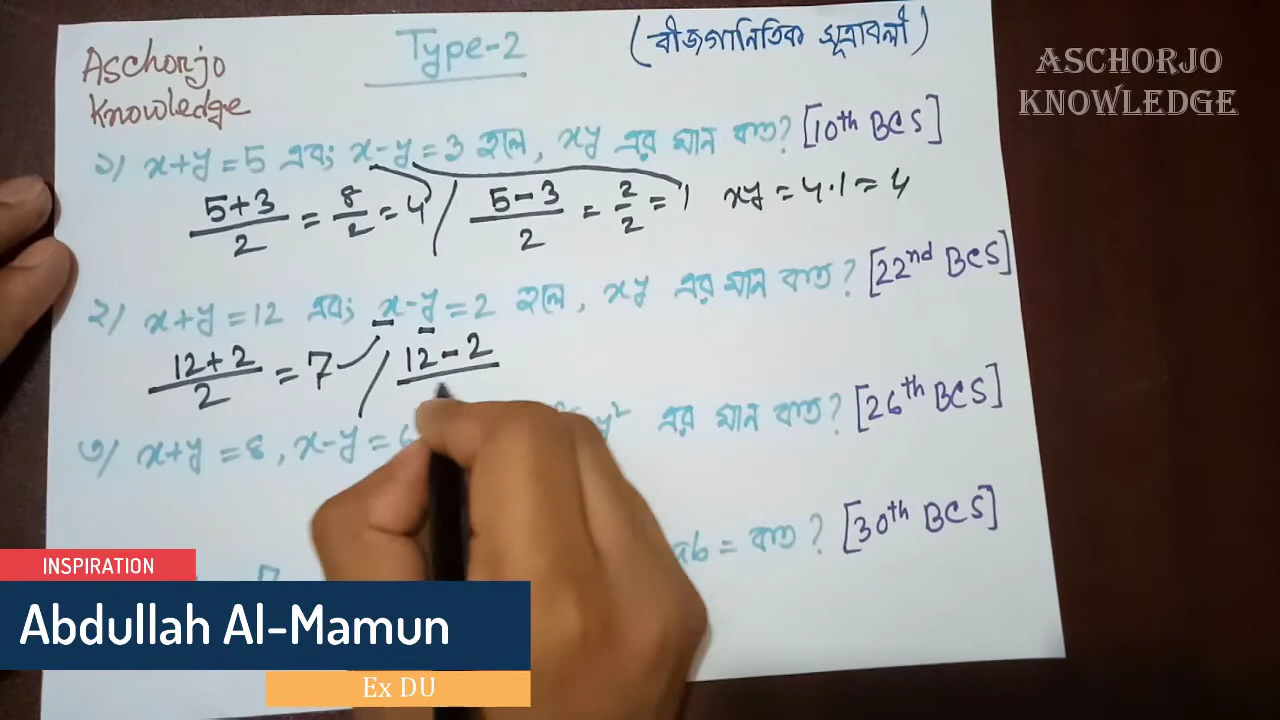 Type-2
(বীজগানিতিক সূত্রাবলী)
Aschorjo
Knowledge
ASCHORJO
KNOWLEDGE
১) x+y=5 এবং x-y=3 হলে, xy এর মান কত? [10th BCS]
5+3/2 = 8/2 = 4 / 5-3/2 = 2/2 = 1 xy = 4·1 = 4
২) x+y=12 এবং x-y=2 হলে, xy এর মান কত? [22nd BCS]
12+2/2 = 7 / 12-2
৩) x+y=8, x-y=6 y² এর মান কত? [26th BCS]
ab = কত? [30th BCS]
INSPIRATION
Abdullah Al-Mamun
Ex DU